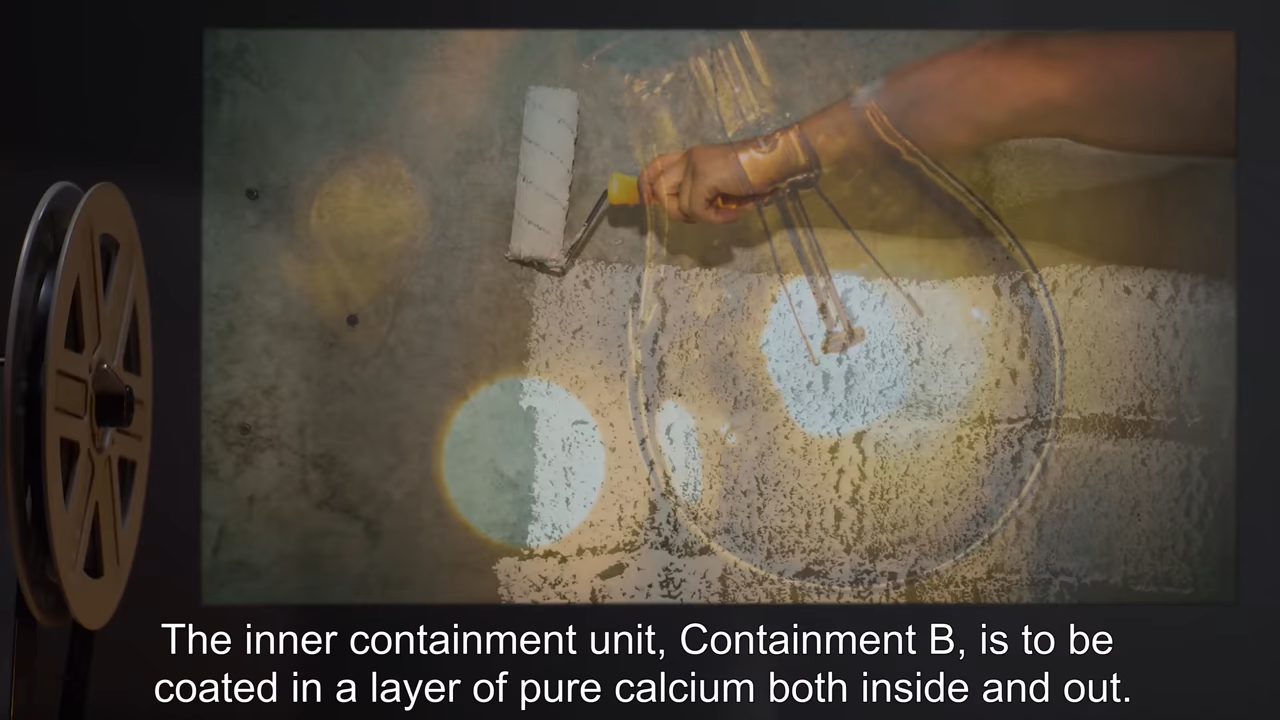 The inner containment unit, Containment B, is to be
coated in a layer of pure calcium both inside and out.